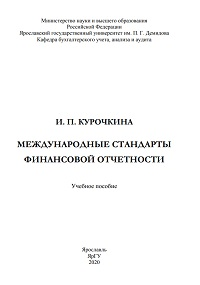 Министерство науки и высшего образования
Российской Федерации
Ярославский государственный университет им. П. Г. Демидова
Кафедра бухгалтерского учета, анализа и аудита
И. П. КУРОЧКИНА
МЕЖДУНАРОДНЫЕ СТАНДАРТЫ
ФИНАНСОВОЙ ОТЧЕТНОСТИ
Учебное пособие
Ярославль
ЯрГУ
2020